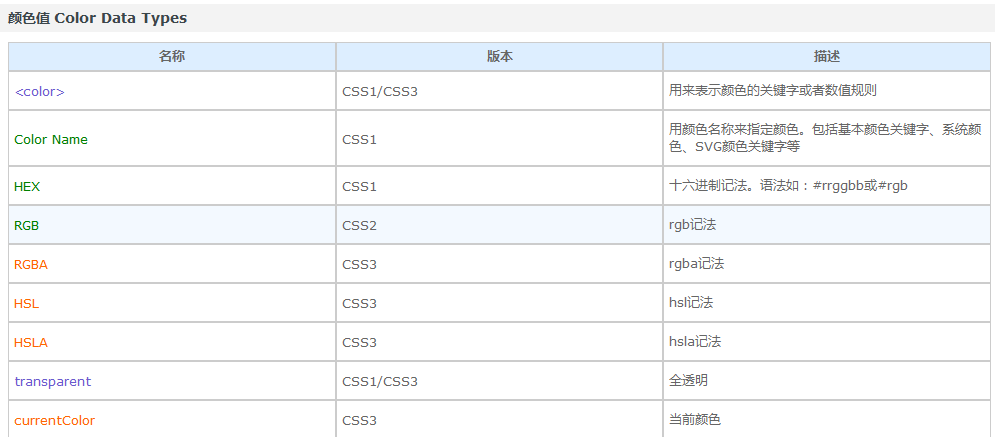 颜色值 Color Data Types
名称 版本 描述
<color> CSS1/CSS3 用来表示颜色的关键字或者数值规则
Color Name CSS1 用颜色名称来指定颜色。包括基本颜色关键字、系统颜
色、SVG颜色关键字等
HEX CSS1 十六进制记法。语法如：#rrggbb或#rgb
RGB CSS2 rgb记法
RGBA CSS3 rgba记法
HSL CSS3 hsl记法
HSLA CSS3 hsla记法
transparent CSS1/CSS3 全透明
currentColor CSS3 当前颜色